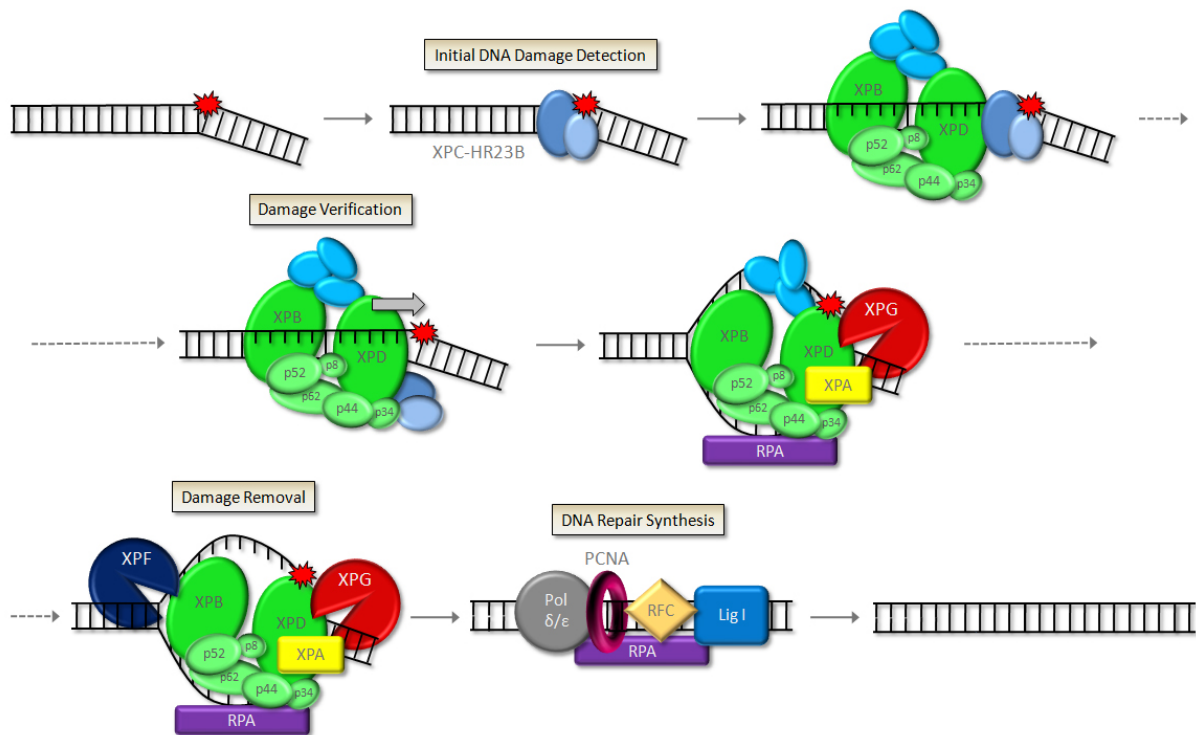 Initial DNA Damage Detection
XPC-HR23B
XPB
XPD
p52
p8
p62
p44
p34
Damage Verification
XPB
XPD
p52
p8
p62
p44
p34
XPG
XPB
XPD
XPA
p52
p8
p62
p44
p34
RPA
Damage Removal
XPF
XPG
XPB
XPD
XPA
p52
p8
p62
p44
p34
RPA
DNA Repair Synthesis
PCNA
Pol
δ/ε
RFC
Lig I
RPA